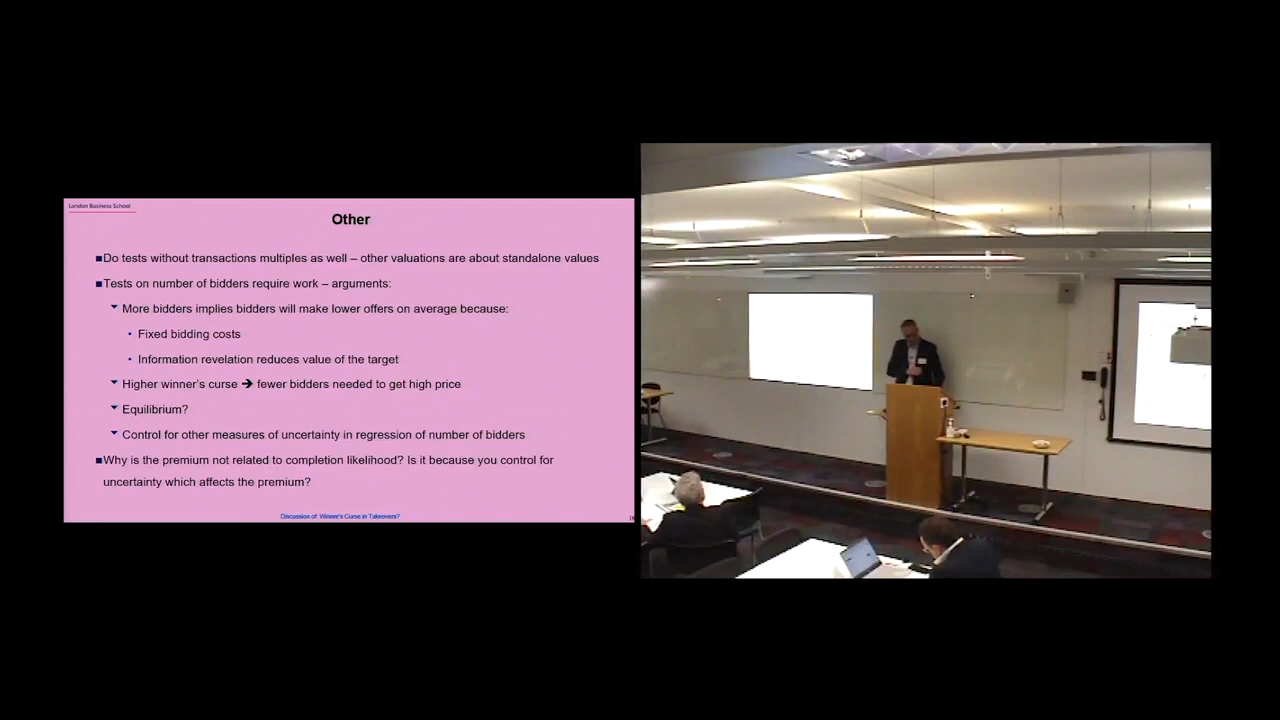 London Business School
Other
■Do tests without transactions multiples as well – other valuations are about standalone values
■Tests on number of bidders require work – arguments:
▼ More bidders implies bidders will make lower offers on average because:
• Fixed bidding costs
• Information revelation reduces value of the target
▼ Higher winner's curse ➔ fewer bidders needed to get high price
▼ Equilibrium?
▼ Control for other measures of uncertainty in regression of number of bidders
■Why is the premium not related to completion likelihood? Is it because you control for
uncertainty which affects the premium?
Discussion of: Winner's Curse in Takeovers?